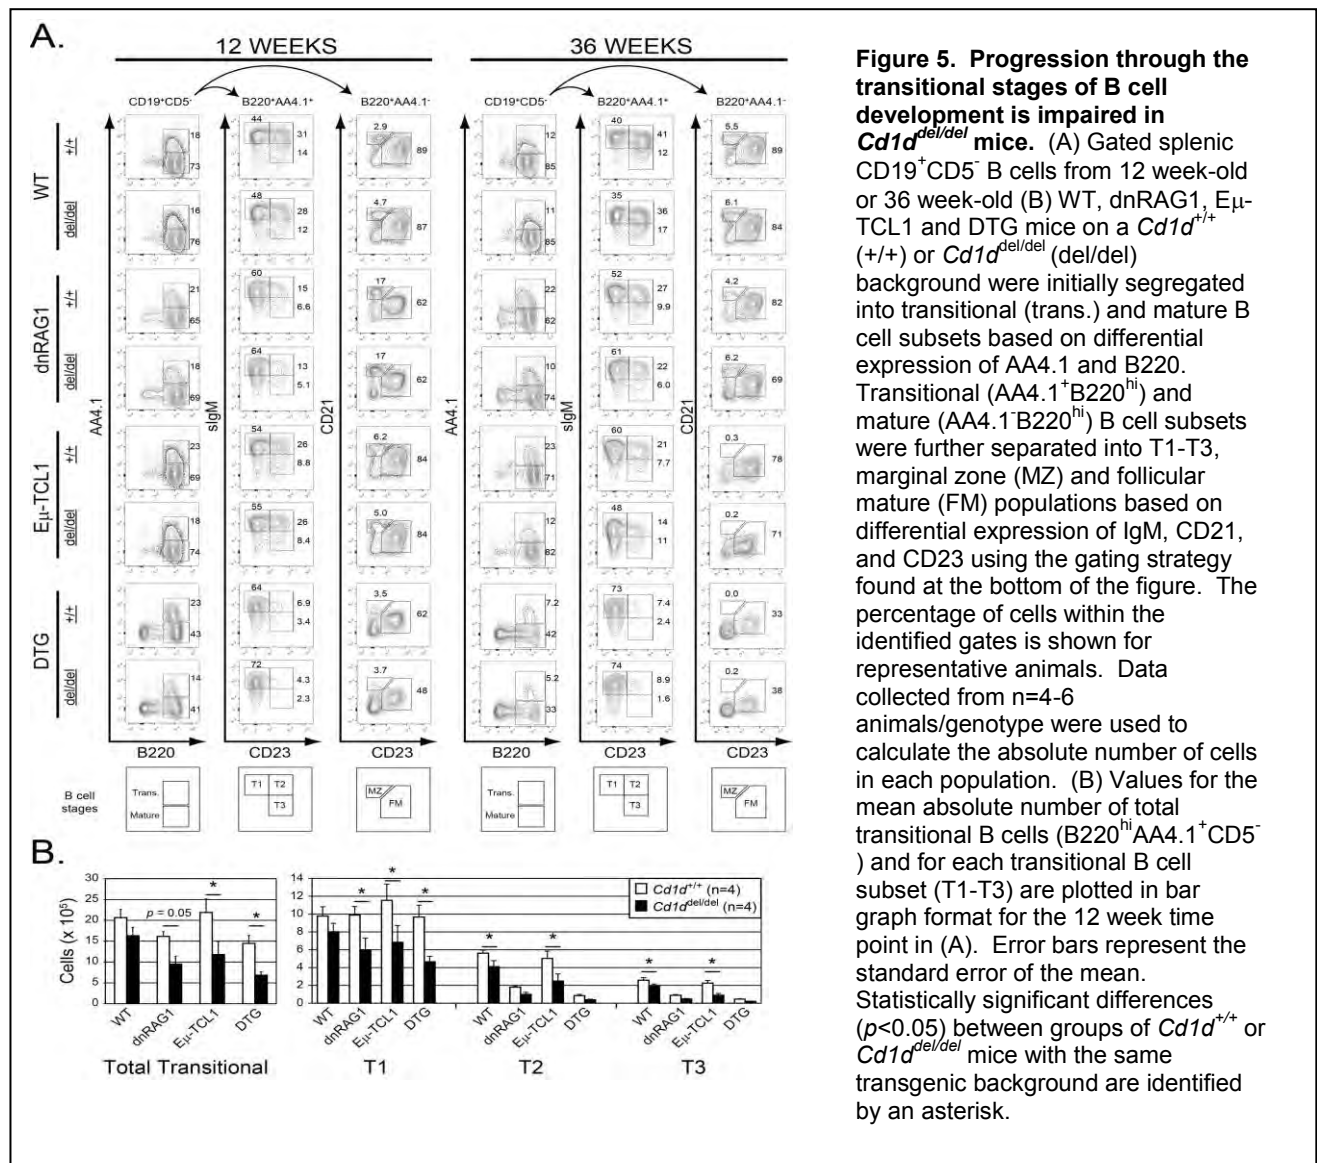 A.
12 WEEKS
36 WEEKS
CD19⁺CD5⁻
B220⁺AA4.1⁺
B220⁺AA4.1⁻
CD19⁺CD5⁻
B220⁺AA4.1⁺
B220⁺AA4.1⁻
WT
+/+
18
73
44
31
14
2.9
89
12
85
40
41
12
5.5
89
del/del
16
76
48
28
12
4.7
87
11
85
35
36
17
6.1
84
dnRAG1
+/+
21
65
60
15
6.6
17
62
22
62
52
27
9.9
4.2
82
del/del
18
69
64
13
5.1
17
62
10
74
61
22
6.0
6.2
69
Eμ-TCL1
+/+
23
69
54
26
8.8
6.2
84
23
71
60
21
7.7
0.3
78
del/del
18
74
55
26
8.4
5.0
84
12
82
48
14
11
0.2
71
DTG
+/+
23
43
64
6.9
3.4
3.5
62
7.2
42
73
7.4
2.4
0.0
33
del/del
14
41
72
4.3
2.3
3.7
48
5.2
33
74
8.9
1.6
0.2
38
AA4.1
sIgM
CD21
AA4.1
sIgM
CD21
B220
CD23
CD23
B220
CD23
CD23
B cell
stages
Trans.
Mature
T1
T2
T3
MZ
FM
Trans.
Mature
T1
T2
T3
MZ
FM
B.
Cells (x 10⁵)
30
25
20
15
10
5
0
p = 0.05
*
*
WT
dnRAG1
Eμ-TCL1
DTG
Total Transitional
14
12
10
8
6
4
2
0
*
*
*
*
*
*
*
Cd1d⁺/⁺ (n=4)
Cd1dᵈᵉˡ/ᵈᵉˡ (n=4)
WT
dnRAG1
Eμ-TCL1
DTG
T1
WT
dnRAG1
Eμ-TCL1
DTG
T2
WT
dnRAG1
Eμ-TCL1
DTG
T3
Figure 5. Progression through the
transitional stages of B cell
development is impaired in
Cd1dᵈᵉˡ/ᵈᵉˡ mice. (A) Gated splenic
CD19⁺CD5⁻ B cells from 12 week-old
or 36 week-old (B) WT, dnRAG1, Eμ-
TCL1 and DTG mice on a Cd1d⁺/⁺
(+/+) or Cd1dᵈᵉˡ/ᵈᵉˡ (del/del)
background were initially segregated
into transitional (trans.) and mature B
cell subsets based on differential
expression of AA4.1 and B220.
Transitional (AA4.1⁺B220ʰⁱ) and
mature (AA4.1⁻B220ʰⁱ) B cell subsets
were further separated into T1-T3,
marginal zone (MZ) and follicular
mature (FM) populations based on
differential expression of IgM, CD21,
and CD23 using the gating strategy
found at the bottom of the figure. The
percentage of cells within the
identified gates is shown for
representative animals. Data
collected from n=4-6
animals/genotype were used to
calculate the absolute number of cells
in each population. (B) Values for the
mean absolute number of total
transitional B cells (B220ʰⁱAA4.1⁺CD5⁻
) and for each transitional B cell
subset (T1-T3) are plotted in bar
graph format for the 12 week time
point in (A). Error bars represent the
standard error of the mean.
Statistically significant differences
(p<0.05) between groups of Cd1d⁺/⁺ or
Cd1dᵈᵉˡ/ᵈᵉˡ mice with the same
transgenic background are identified
by an asterisk.